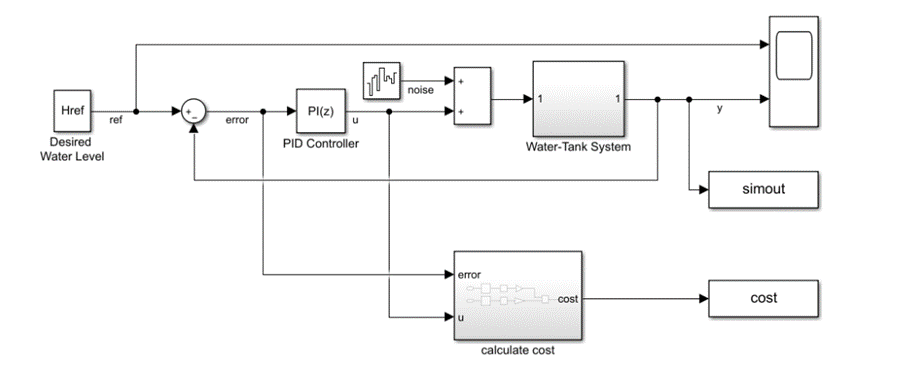 Href
ref
Desired
Water Level
+
−
error
PI(z)
PID Controller
u
noise
+
+
1
1
Water-Tank System
y
simout
error
u
cost
calculate cost
cost